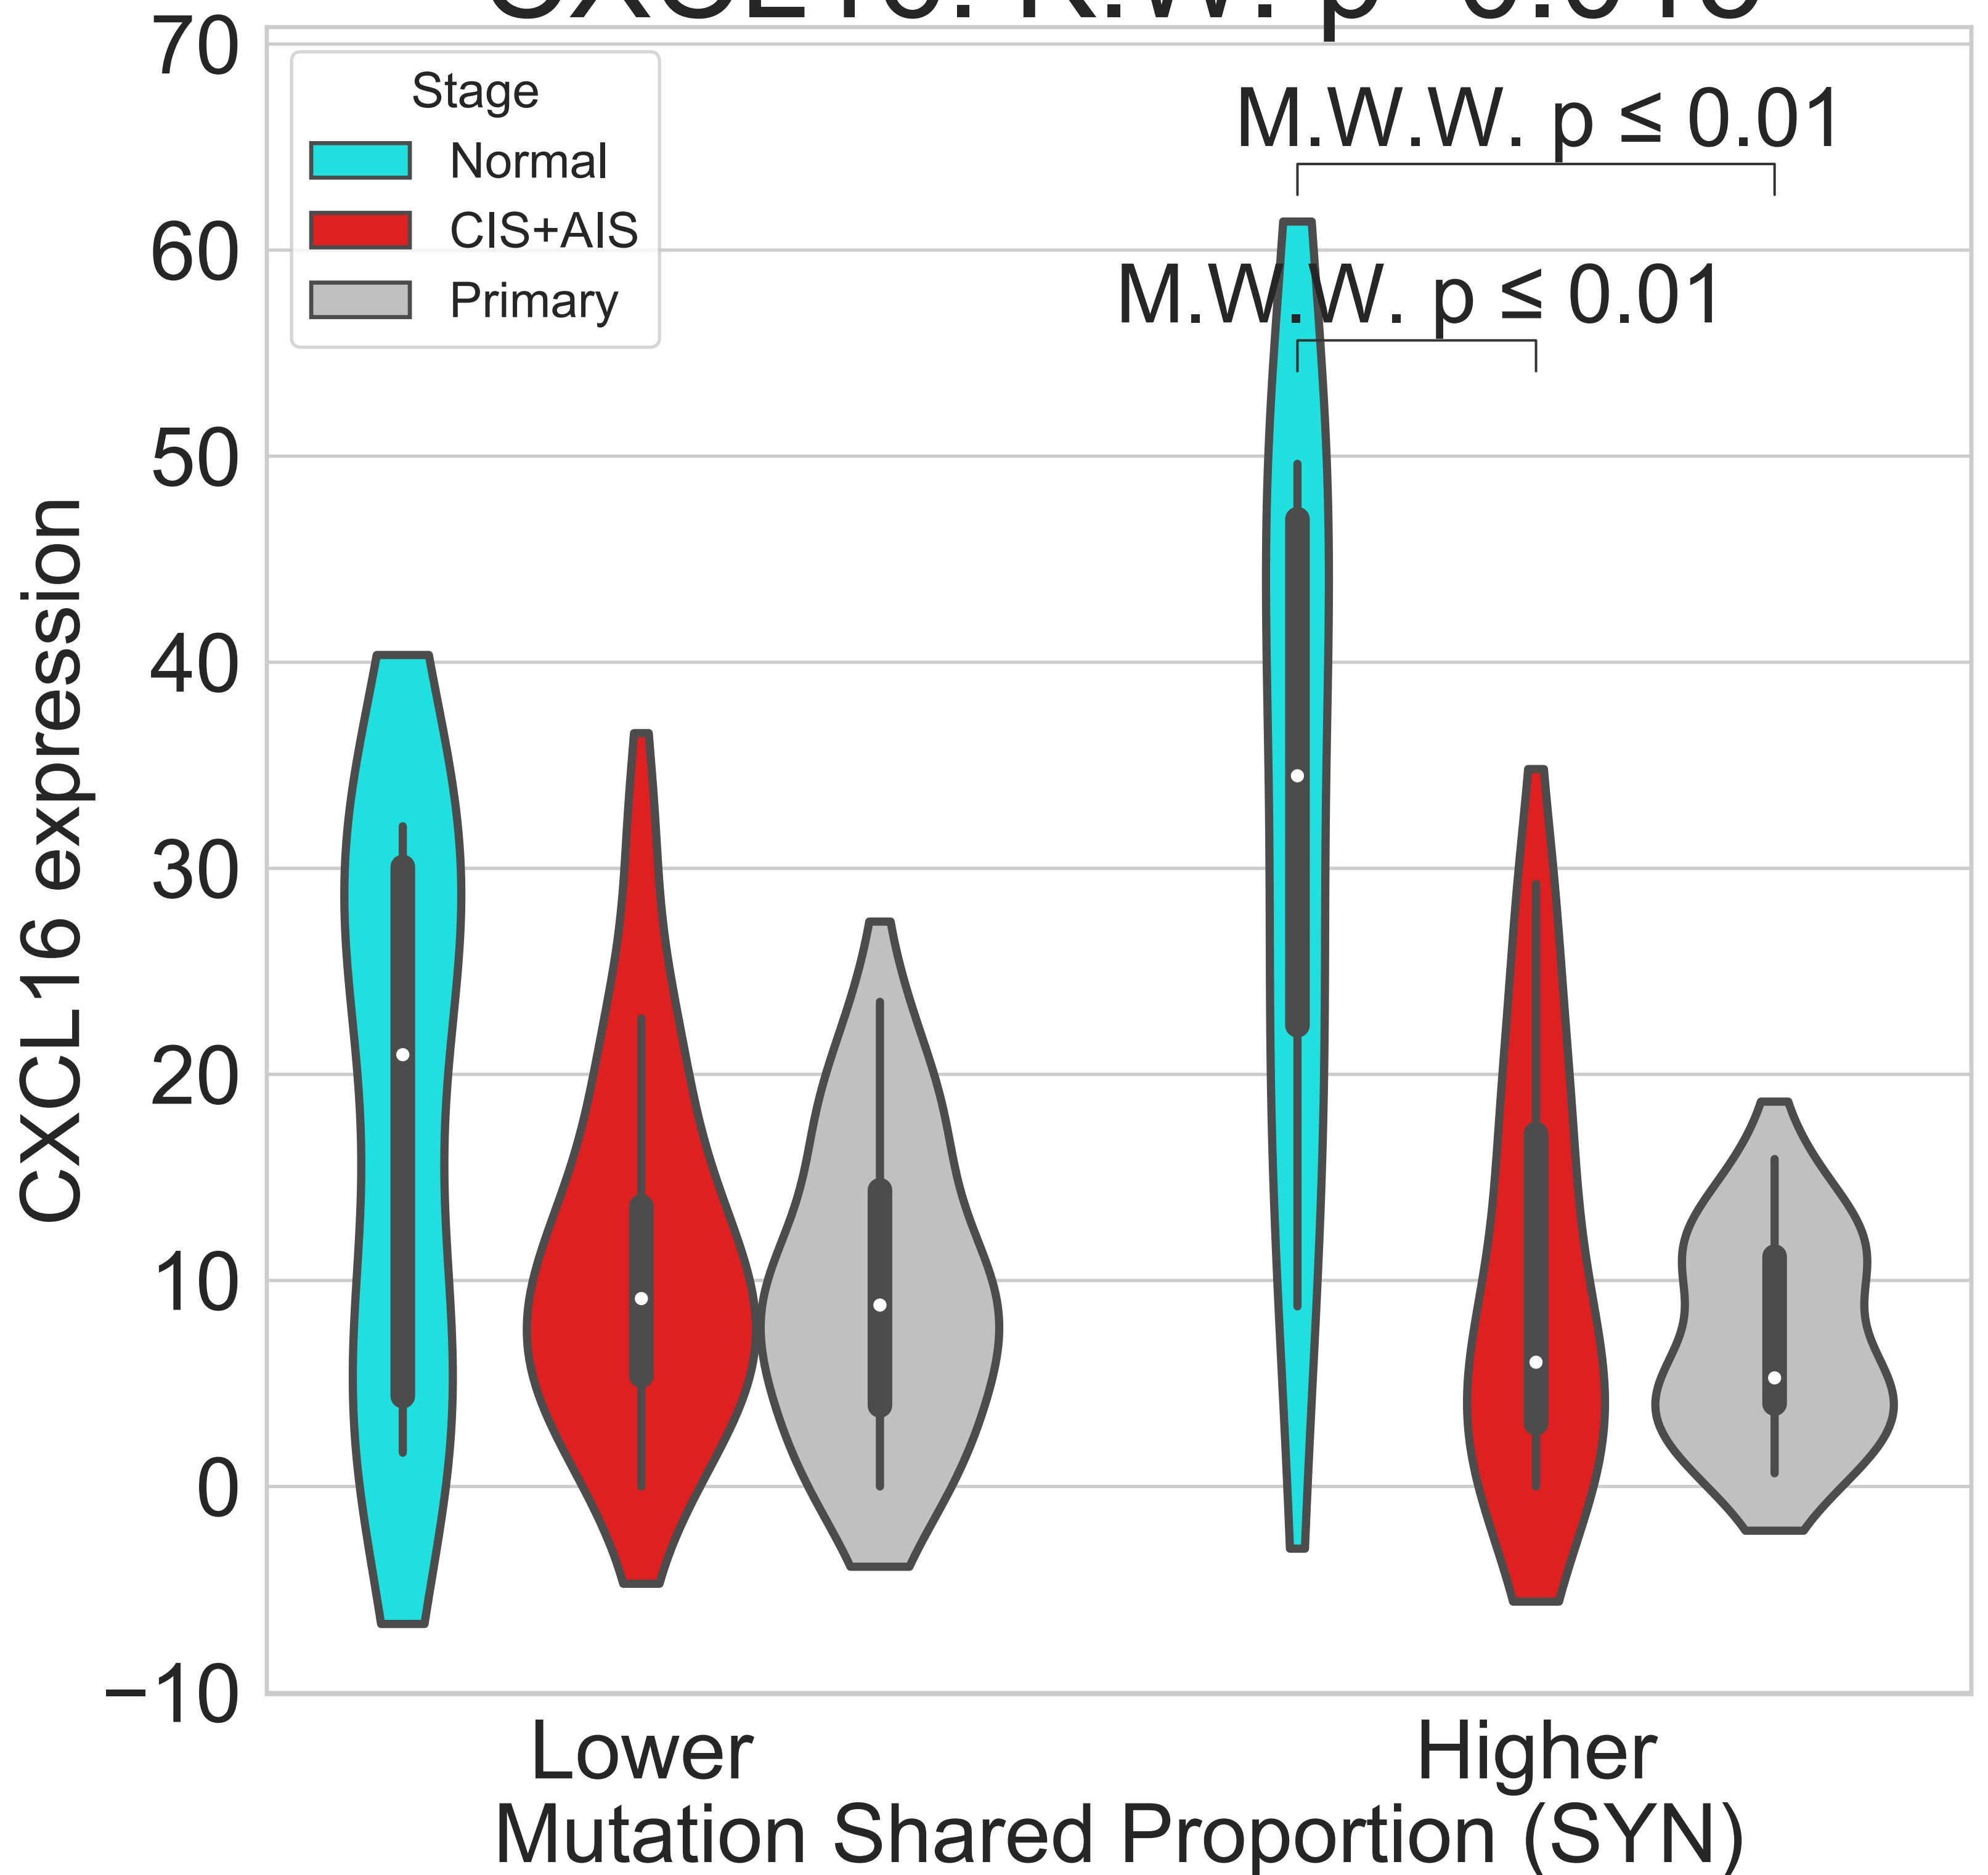 70
60
50
40
30
20
10
0
−10
CXCL16 expression
Stage
Normal
CIS+AIS
Primary
M.W.W. p ≤ 0.01
M.W.W. p ≤ 0.01
Lower
Higher
Mutation Shared Proportion (SYN)